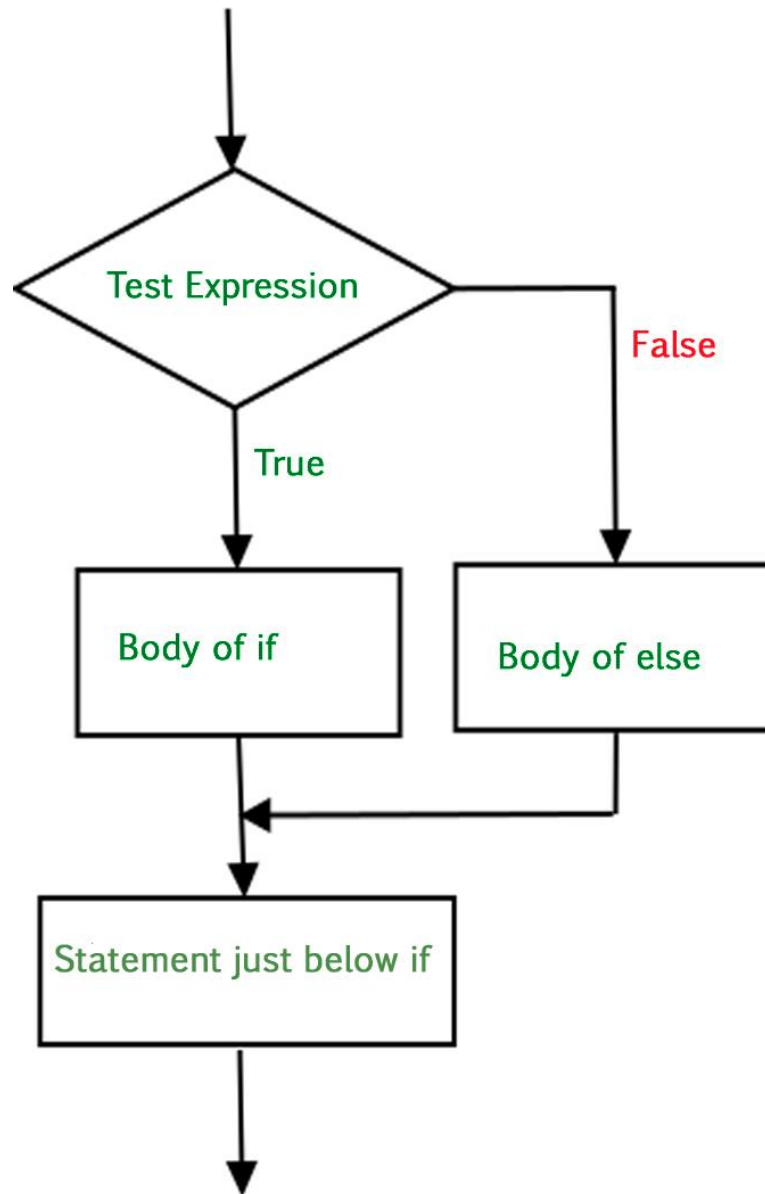 Test Expression
False
True
Body of if
Body of else
Statement just below if